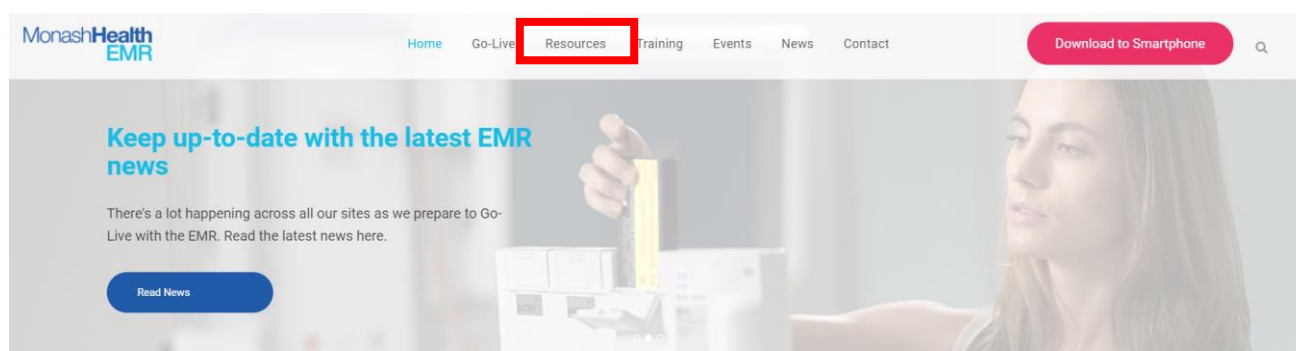 MonashHealth
EMR
Home Go-Live Resources Training Events News Contact
Download to Smartphone
Keep up-to-date with the latest EMR
news
There's a lot happening across all our sites as we prepare to Go-
Live with the EMR. Read the latest news here.
Read News